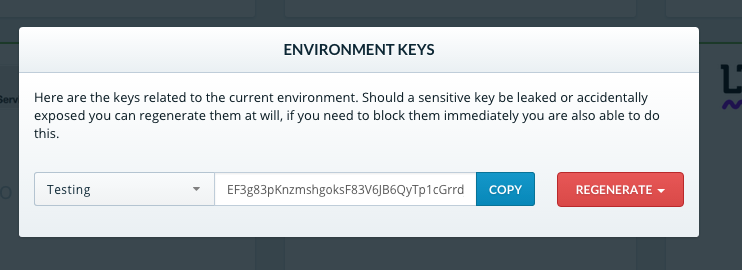 ENVIRONMENT KEYS
Here are the keys related to the current environment. Should a sensitive key be leaked or accidentally
exposed you can regenerate them at will, if you need to block them immediately you are also able to do
this.
Testing
EF3g83pKnzmshgoksF83V6JB6QyTp1cGrrd
COPY
REGENERATE